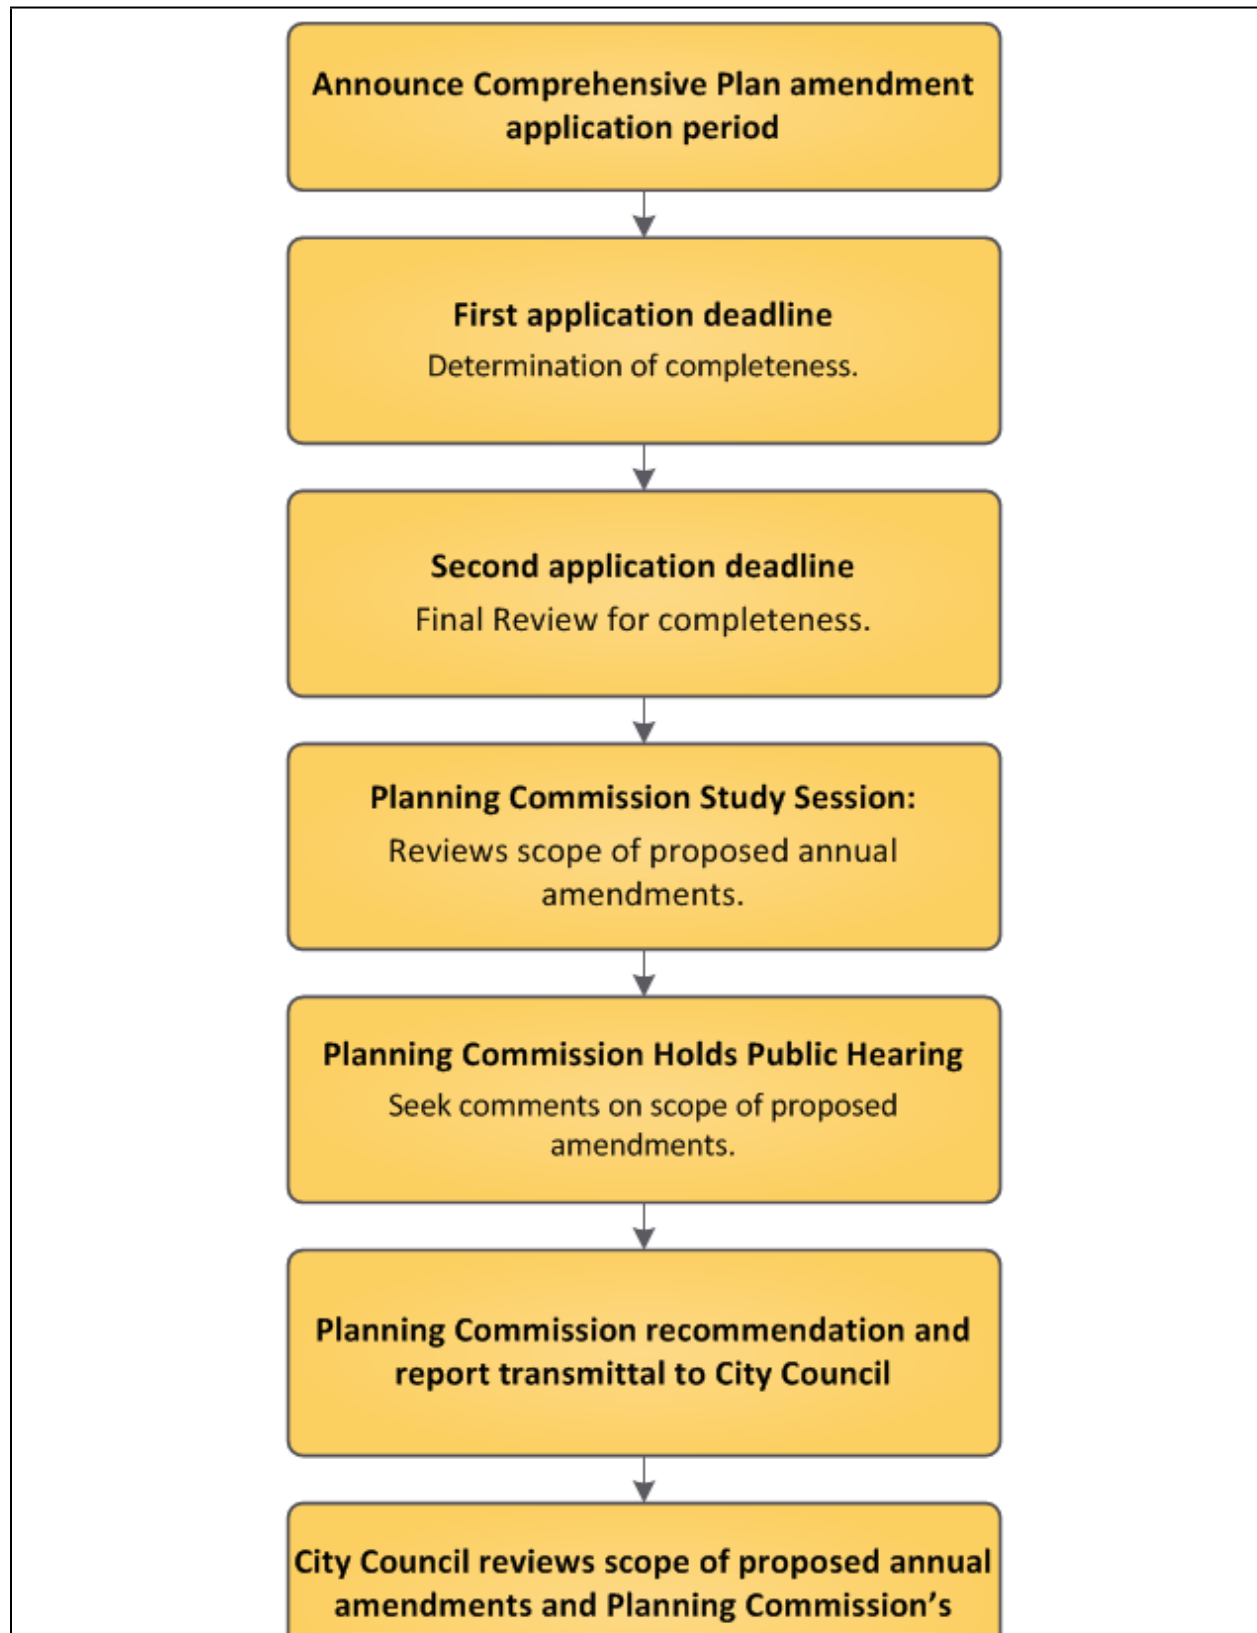 Announce Comprehensive Plan amendment
application period
First application deadline
Determination of completeness.
Second application deadline
Final Review for completeness.
Planning Commission Study Session:
Reviews scope of proposed annual
amendments.
Planning Commission Holds Public Hearing
Seek comments on scope of proposed
amendments.
Planning Commission recommendation and
report transmittal to City Council
City Council reviews scope of proposed annual
amendments and Planning Commission’s